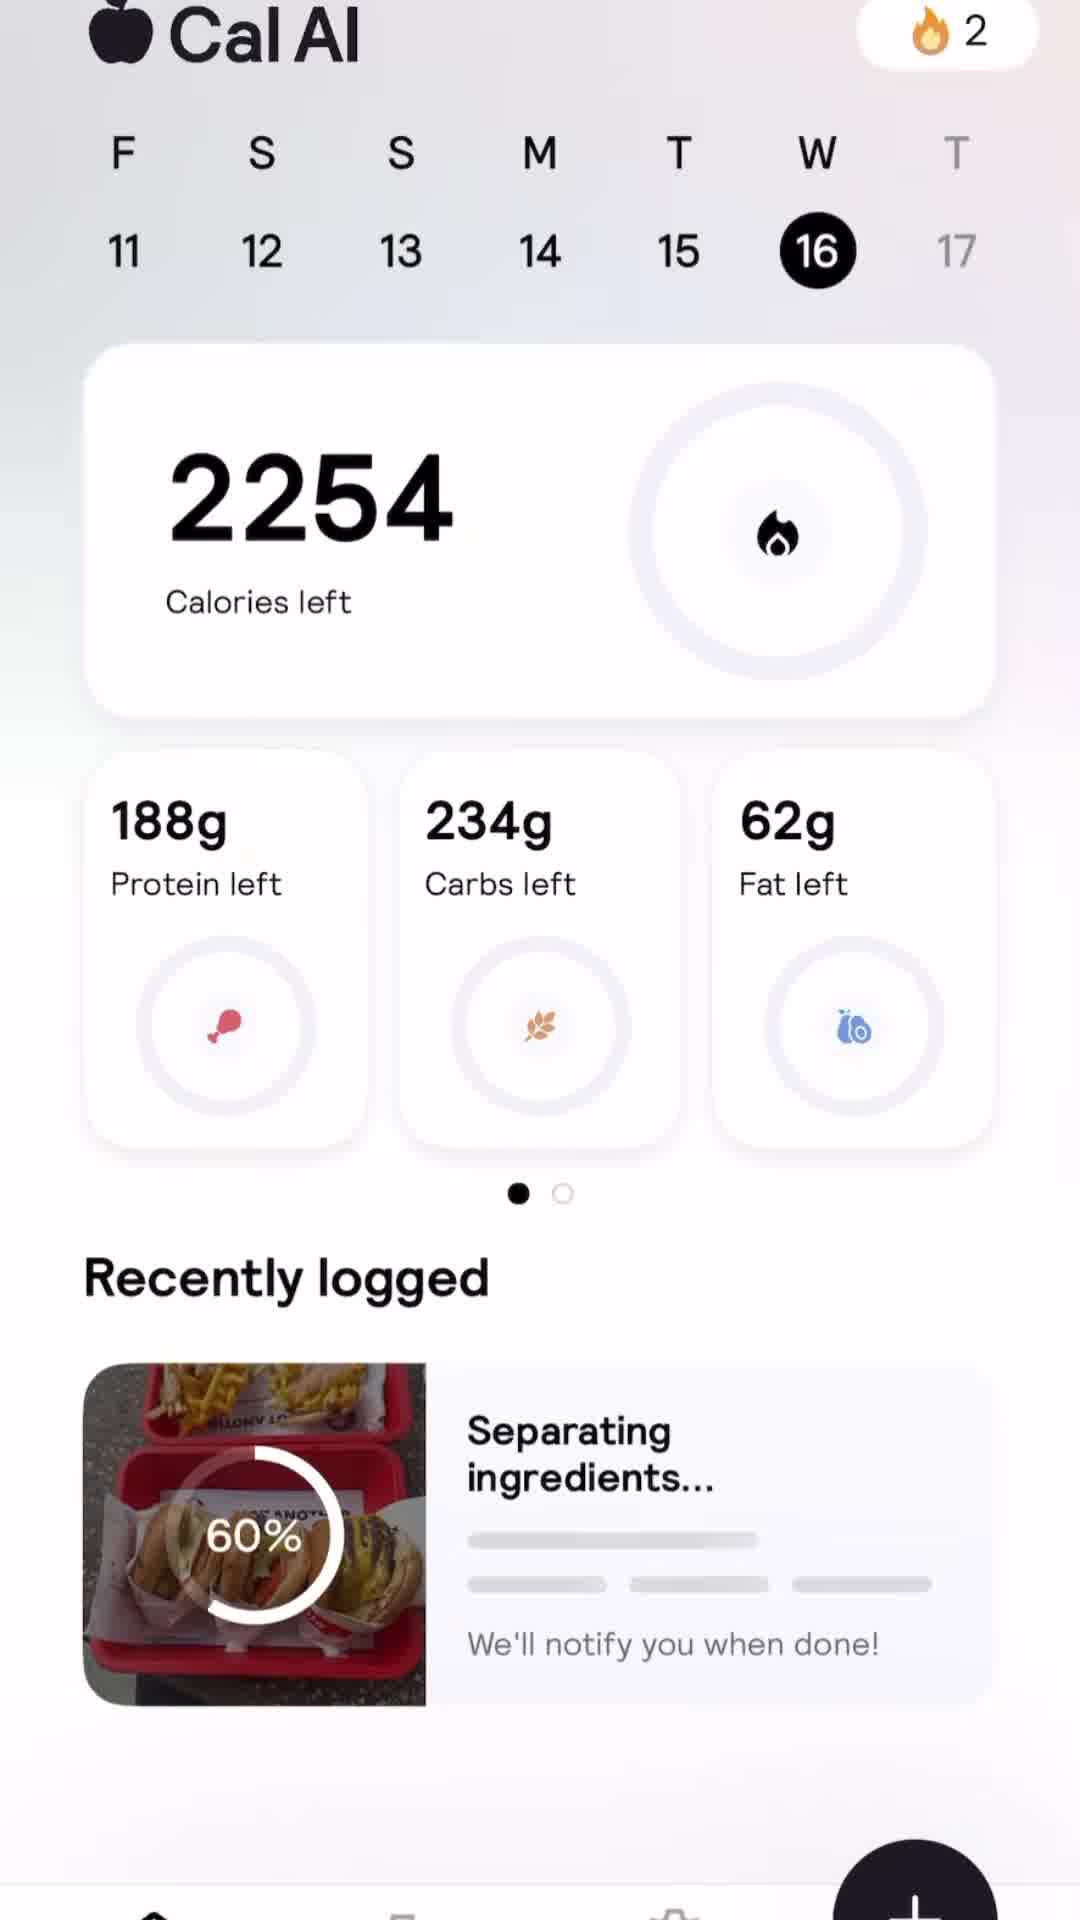 Cal AI
2
F S S M T W T
11 12 13 14 15 16 17
2254
Calories left
188g
Protein left
234g
Carbs left
62g
Fat left
Recently logged
60%
Separating
ingredients...
We'll notify you when done!